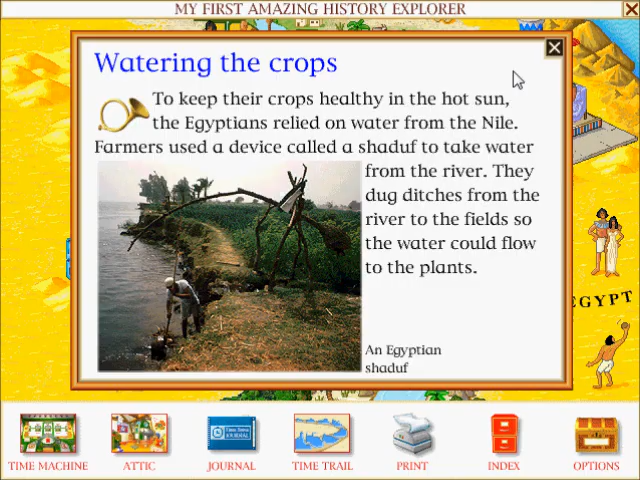 MY FIRST AMAZING HISTORY EXPLORER
Watering the crops
To keep their crops healthy in the hot sun,
the Egyptians relied on water from the Nile.
Farmers used a device called a shaduf to take water
from the river. They
dug ditches from the
river to the fields so
the water could flow
to the plants.
An Egyptian
shaduf
EGYPT
TIME MACHINE
ATTIC
JOURNAL
TIME TRAIL
PRINT
INDEX
OPTIONS